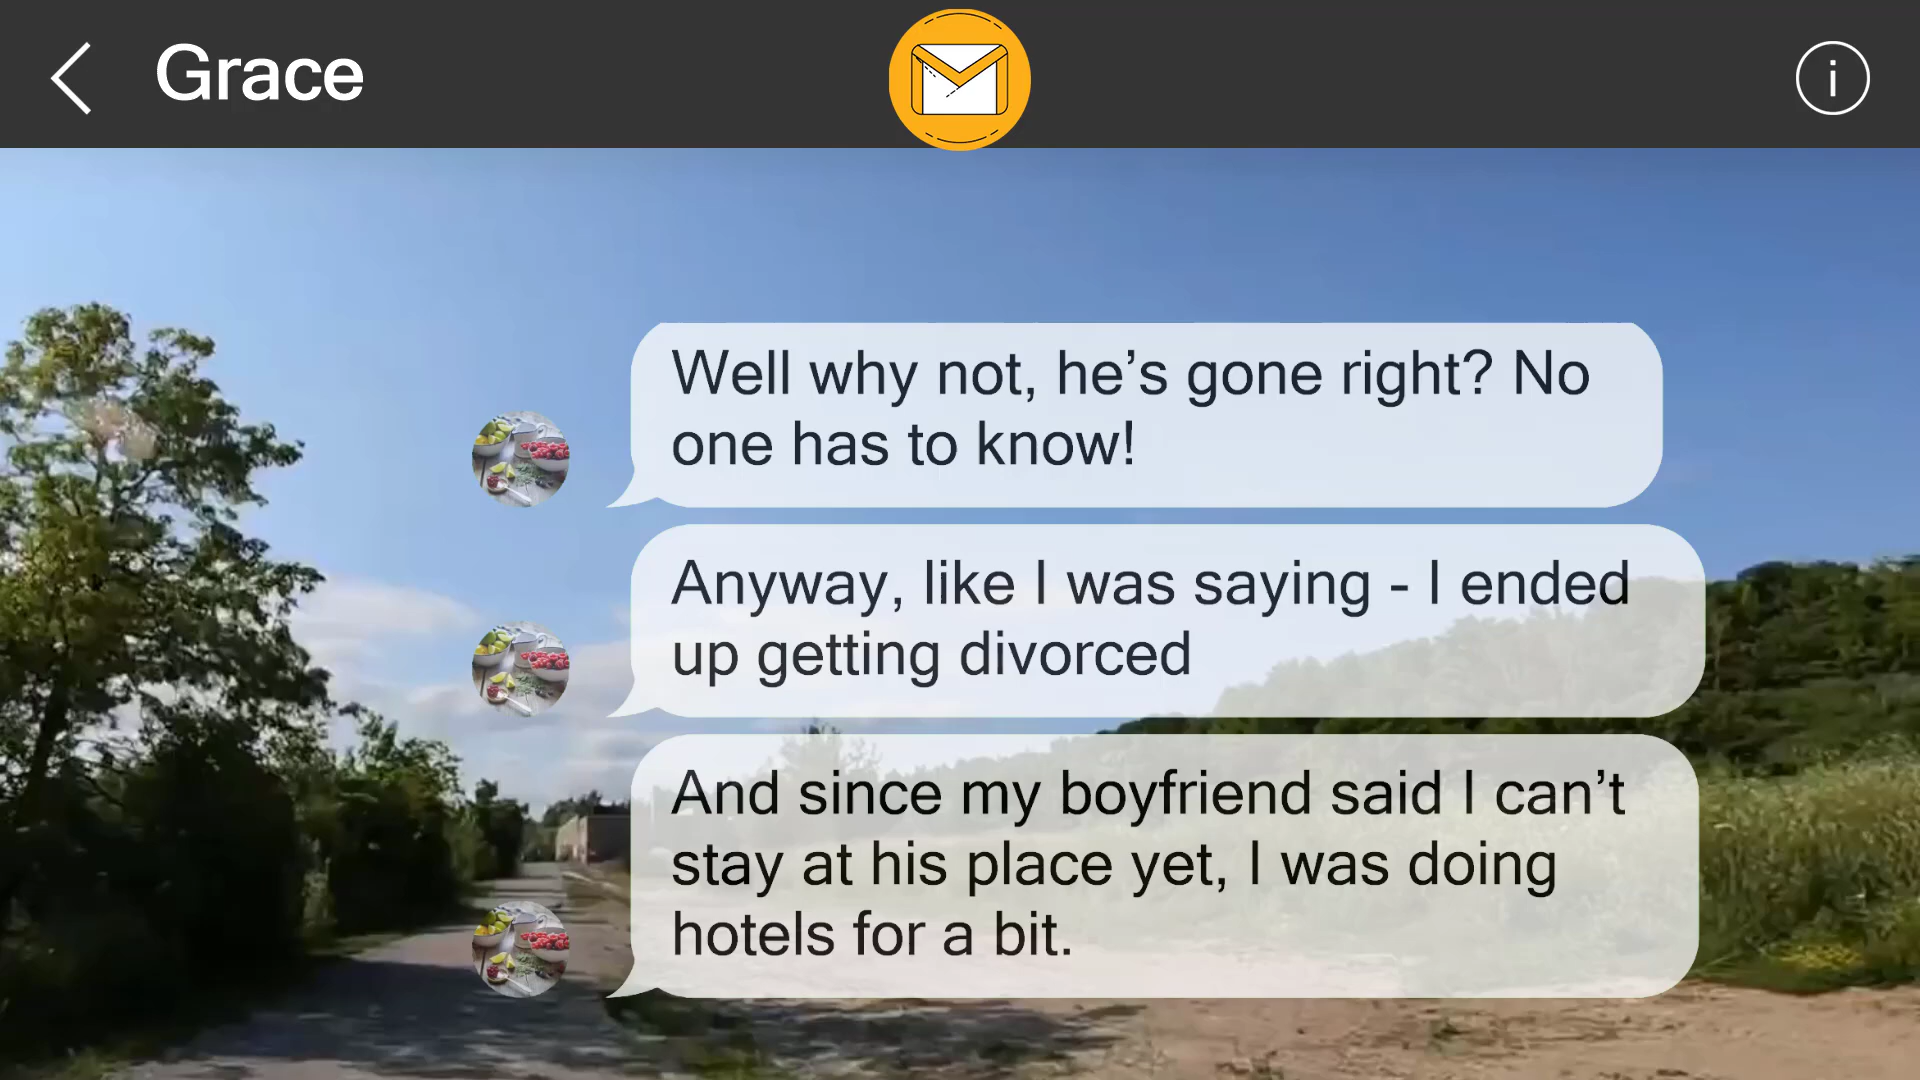 Grace
Well why not, he’s gone right? No
one has to know!
Anyway, like I was saying - I ended
up getting divorced
And since my boyfriend said I can’t
stay at his place yet, I was doing
hotels for a bit.